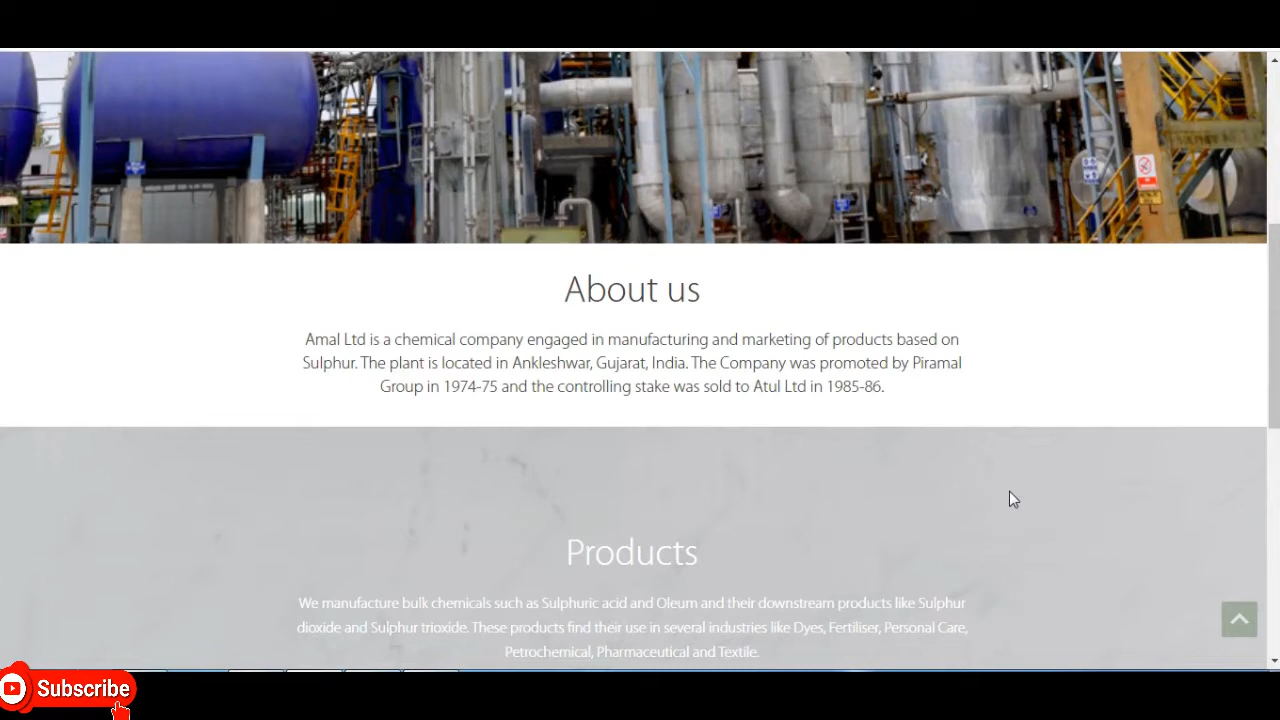 About us
Amal Ltd is a chemical company engaged in manufacturing and marketing of products based on
Sulphur. The plant is located in Ankleshwar, Gujarat, India. The Company was promoted by Piramal
Group in 1974-75 and the controlling stake was sold to Atul Ltd in 1985-86.
Products
We manufacture bulk chemicals such as Sulphuric acid and Oleum and their downstream products like Sulphur
dioxide and Sulphur trioxide. These products find their use in several industries like Dyes, Fertiliser, Personal Care,
Petrochemical, Pharmaceutical and Textile.
Subscribe